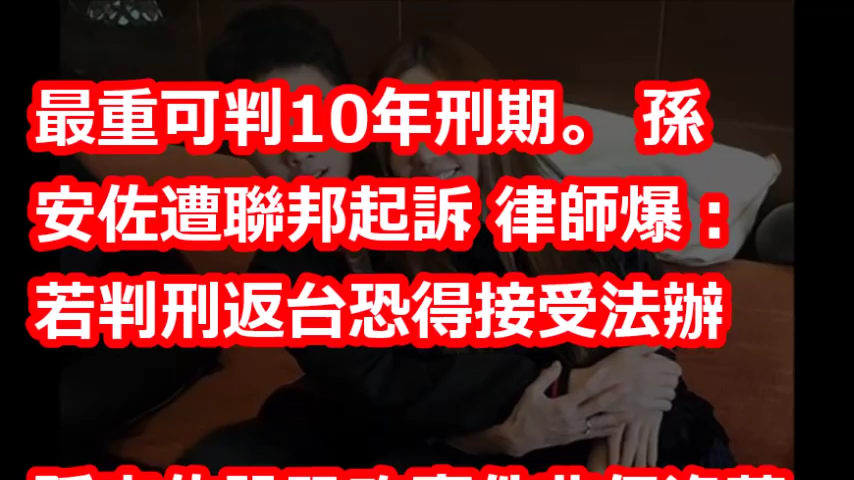 最重可判10年刑期。 孫
安佐遭聯邦起訴 律師爆：
若判刑返台恐得接受法辦